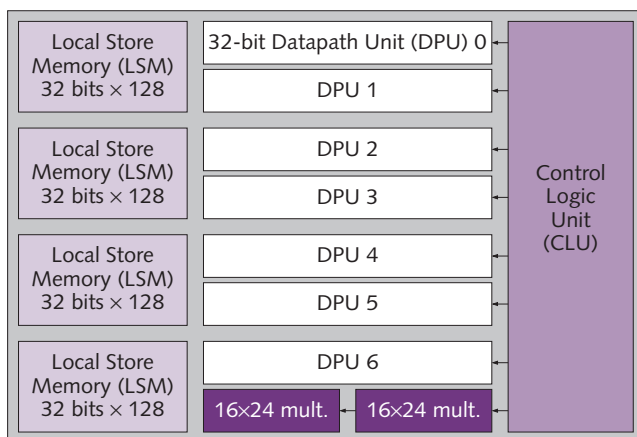 Local Store
Memory (LSM)
32 bits × 128
32-bit Datapath Unit (DPU) 0
DPU 1
Local Store
Memory (LSM)
32 bits × 128
DPU 2
DPU 3
Local Store
Memory (LSM)
32 bits × 128
DPU 4
DPU 5
Local Store
Memory (LSM)
32 bits × 128
DPU 6
16×24 mult.
16×24 mult.
Control
Logic
Unit
(CLU)